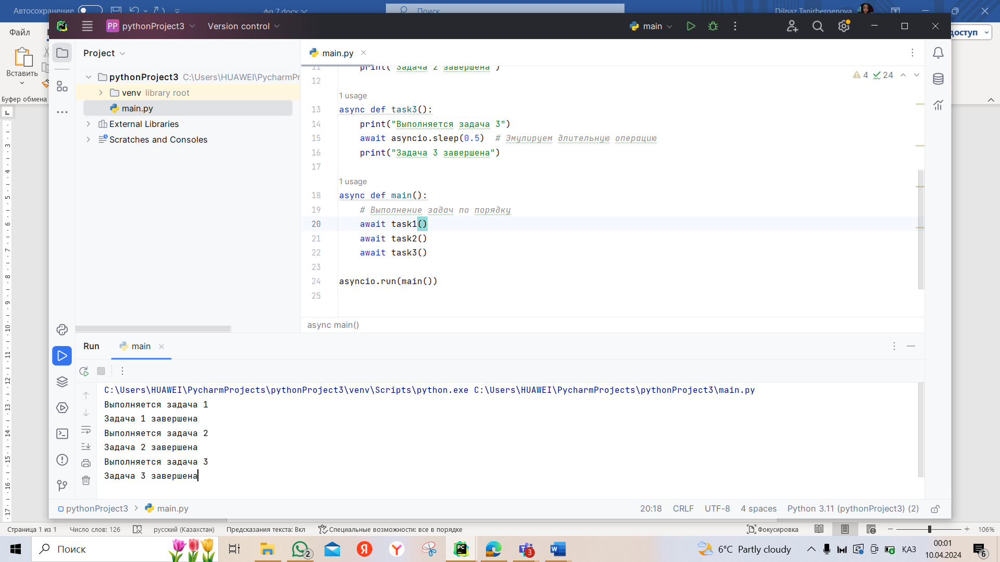 Автосохранение
фп 7.docx
Поиск
Dilnaz Tanirbergenova
PP pythonProject3
Version control
main
Файл
Вставить
Буфер обмена
Project
main.py
pythonProject3 C:\Users\HUAWEI\PycharmPr
venv library root
main.py
External Libraries
Scratches and Consoles
4
24
11 print("Задача 2 завершена")
12
1 usage
13 async def task3():
14 print("Выполняется задача 3")
15 await asyncio.sleep(0.5)  # Эмулируем длительную операцию
16 print("Задача 3 завершена")
17
1 usage
18 async def main():
19 # Выполнение задач по порядку
20 await task1()
21 await task2()
22 await task3()
23
24 asyncio.run(main())
25
async main()
Run
main
C:\Users\HUAWEI\PycharmProjects\pythonProject3\venv\Scripts\python.exe C:\Users\HUAWEI\PycharmProjects\pythonProject3\main.py
Выполняется задача 1
Задача 1 завершена
Выполняется задача 2
Задача 2 завершена
Выполняется задача 3
Задача 3 завершена
pythonProject3 > main.py
20:18 CRLF UTF-8 4 spaces Python 3.11 (pythonProject3) (2)
Страница 1 из 1 Число слов: 126 русский (Казахстан) Предсказания текста: Вкл Специальные возможности: все в порядке Фокусировка 106%
Поиск
2
3
6°C Partly cloudy
ҚАЗ
00:01
10.04.2024
6